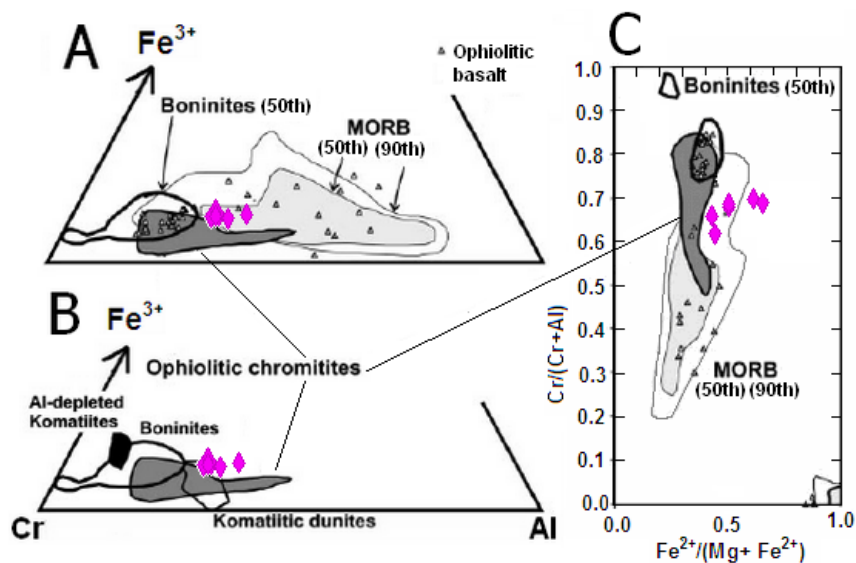 A
Fe3+
Boninites (50th)
MORB
(50th) (90th)
Ophiolitic
basalt
B
Fe3+
Ophiolitic chromitites
Al-depleted
Komatiites
Boninites
Komatiitic dunites
Cr
Al
C
Boninites (50th)
1.0
0.9
0.8
0.7
0.6
0.5
0.4
0.3
0.2
0.1
0.0
Cr/(Cr+Al)
MORB
(50th) (90th)
0.0 0.5 1.0
Fe2+/(Mg+ Fe2+)